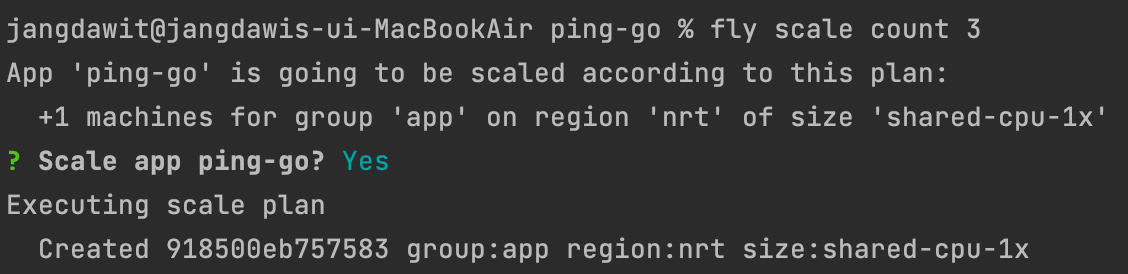 jangdawit@jangdawis-ui-MacBookAir ping-go % fly scale count 3
App 'ping-go' is going to be scaled according to this plan:
  +1 machines for group 'app' on region 'nrt' of size 'shared-cpu-1x'
? Scale app ping-go? Yes
Executing scale plan
  Created 918500eb757583 group:app region:nrt size:shared-cpu-1x